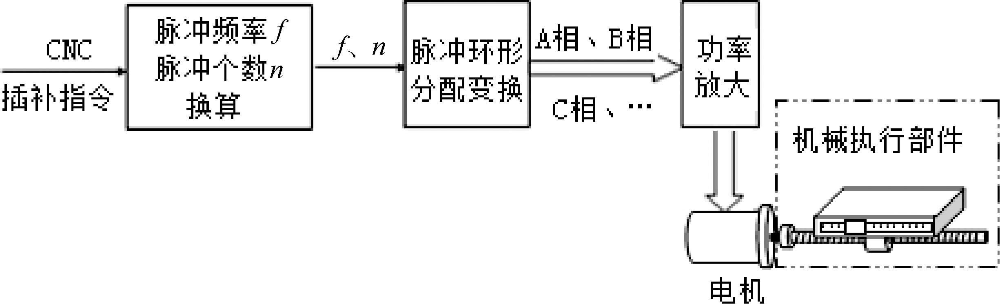 CNC
插补指令
脉冲频率f
脉冲个数n
换算
f、n
脉冲环形
分配变换
A相、B相
C相、…
功率
放大
机械执行部件
电机